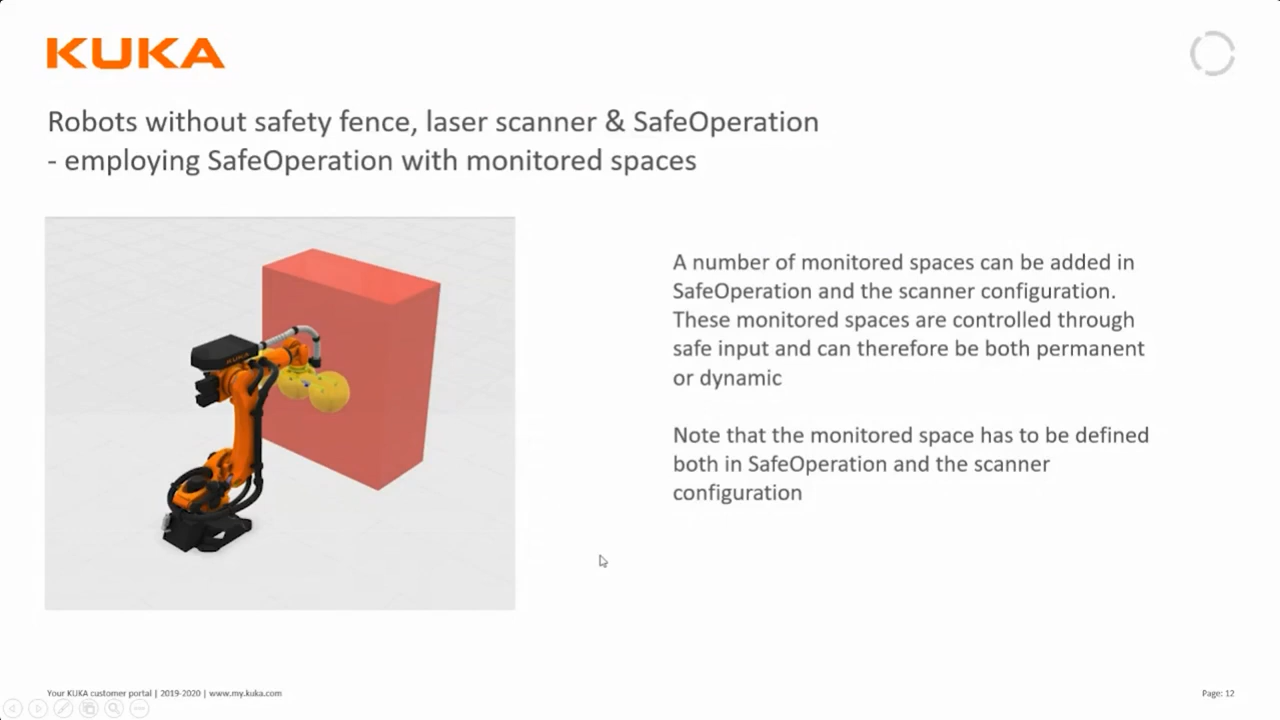 KUKA
Robots without safety fence, laser scanner & SafeOperation
- employing SafeOperation with monitored spaces
KUKA
A number of monitored spaces can be added in
SafeOperation and the scanner configuration.
These monitored spaces are controlled through
safe input and can therefore be both permanent
or dynamic
Note that the monitored space has to be defined
both in SafeOperation and the scanner
configuration
Your KUKA customer portal | 2019-2020 | www.my.kuka.com
Page: 12